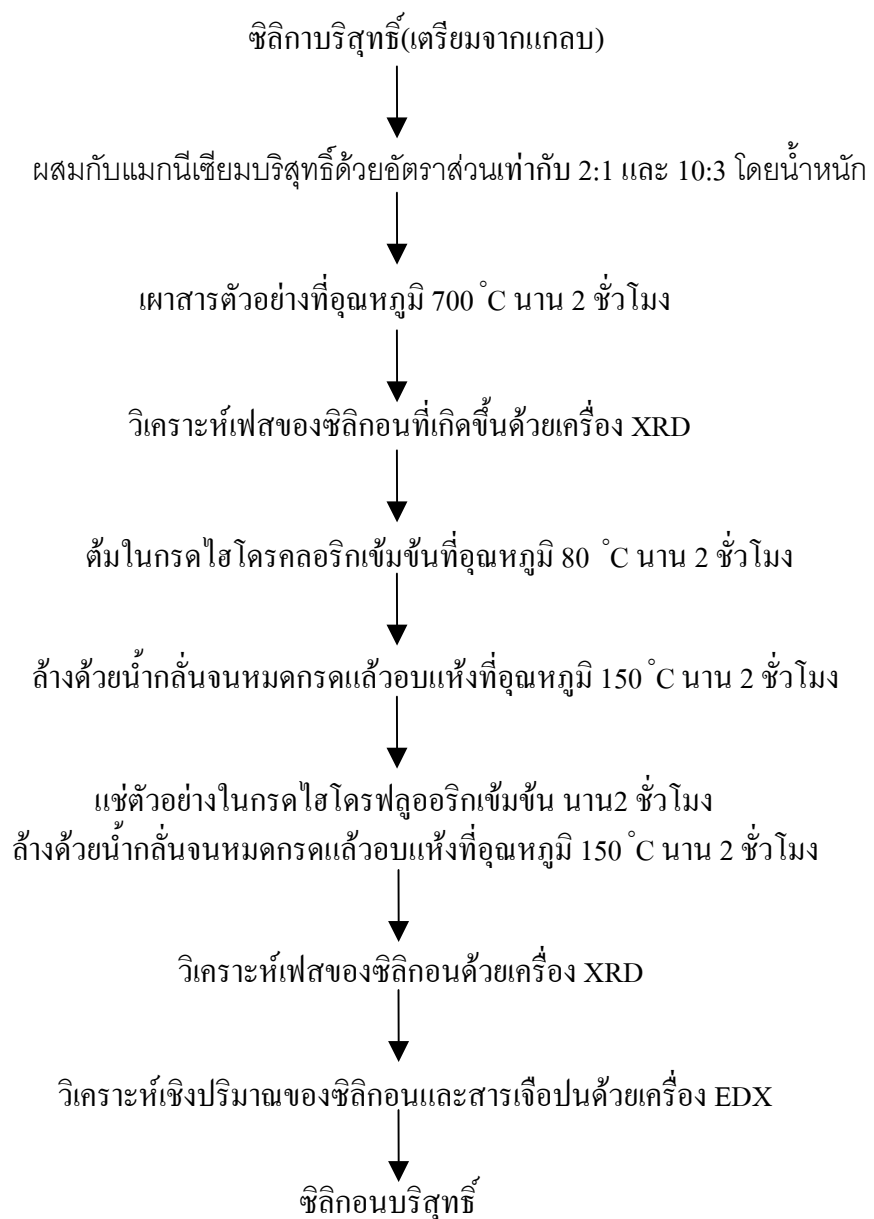 ซิลิกาบริสุทธิ์(เตรียมจากแกลบ)
ผสมกับแมกนีเซียมบริสุทธิ์ด้วยอัตราส่วนเท่ากับ 2:1 และ 10:3 โดยน้ำหนัก
เผาสารตัวอย่างที่อุณหภูมิ 700 °C นาน 2 ชั่วโมง
วิเคราะห์เฟสของซิลิกอนที่เกิดขึ้นด้วยเครื่อง XRD
ต้มในกรดไฮโดรคลอริกเข้มข้นที่อุณหภูมิ 80 °C นาน 2 ชั่วโมง
ล้างด้วยน้ำกลั่นจนหมดกรดแล้วอบแห้งที่อุณหภูมิ 150 °C นาน 2 ชั่วโมง
แช่ตัวอย่างในกรดไฮโดรฟลูออริกเข้มข้น นาน2 ชั่วโมง
ล้างด้วยน้ำกลั่นจนหมดกรดแล้วอบแห้งที่อุณหภูมิ 150 °C นาน 2 ชั่วโมง
วิเคราะห์เฟสของซิลิกอนด้วยเครื่อง XRD
วิเคราะห์เชิงปริมาณของซิลิกอนและสารเจือปนด้วยเครื่อง EDX
ซิลิกอนบริสุทธิ์